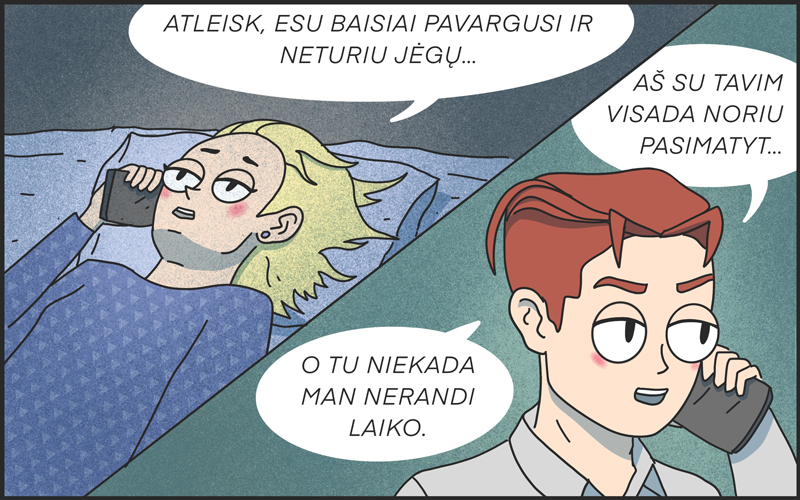 ATLEISK, ESU BAISIAI PAVARGUSI IR
NETURIU JĖGŲ...
AŠ SU TAVIM
VISADA NORIU
PASIMATYT...
O TU NIEKADA
MAN NERANDI
LAIKO.